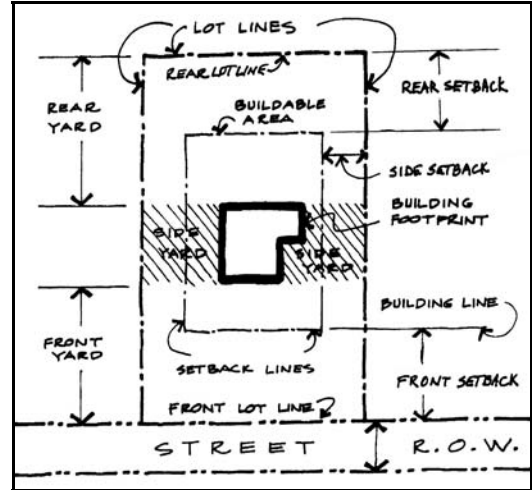 LOT LINES
REAR LOT LINE
REAR
YARD
BUILDABLE
AREA
REAR SETBACK
SIDE SETBACK
BUILDING
FOOTPRINT
SIDE
YARD
SIDE
YARD
BUILDING LINE
FRONT
YARD
SETBACK LINES
FRONT SETBACK
FRONT LOT LINE
STREET
R.O.W.